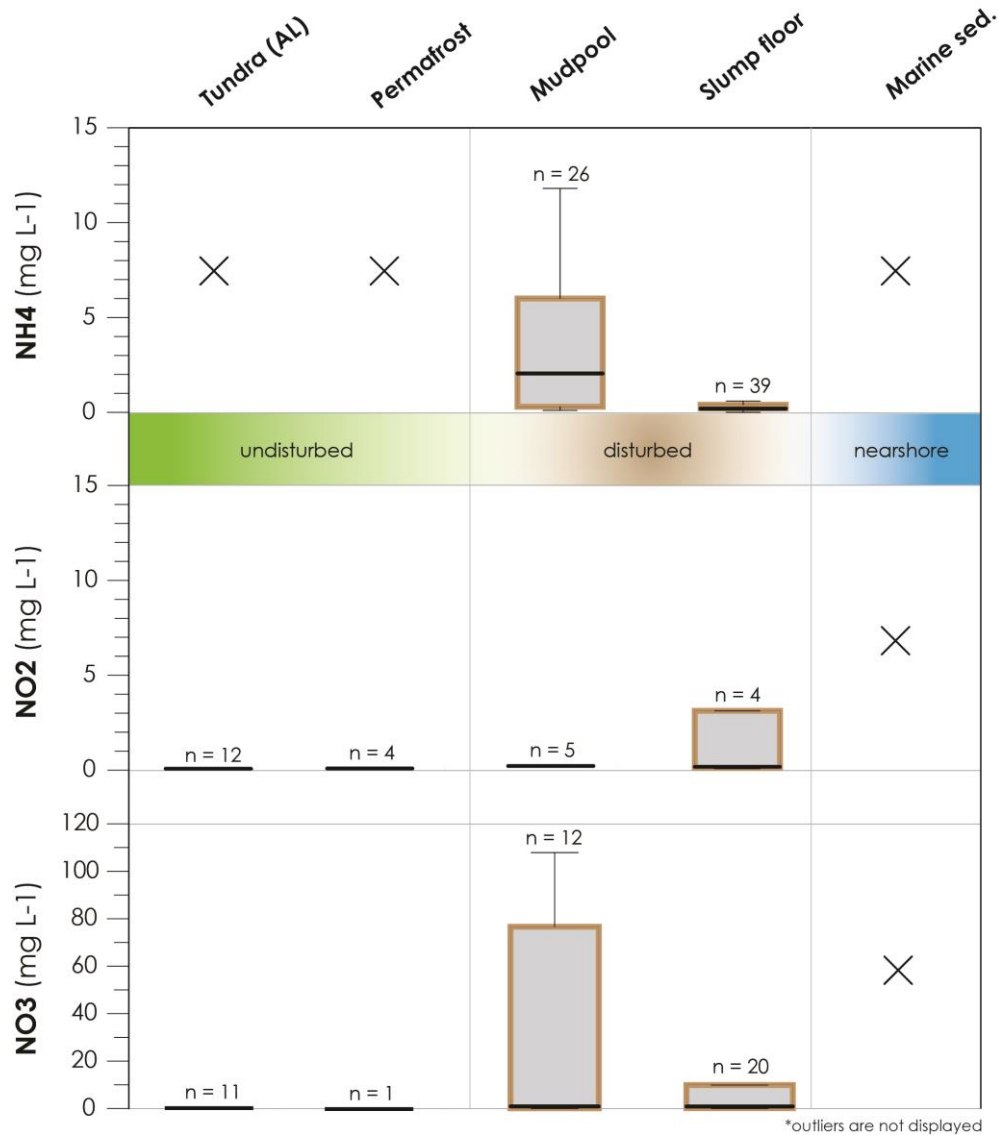 Tundra (AL)
Permafrost
Mudpool
Slump floor
Marine sed.
NH4 (mg L-1)
15
10
5
0
n = 26
n = 39
undisturbed
disturbed
nearshore
NO2 (mg L-1)
15
10
5
0
n = 12
n = 4
n = 5
n = 4
NO3 (mg L-1)
120
100
80
60
40
20
0
n = 11
n = 1
n = 12
n = 20
*outliers are not displayed